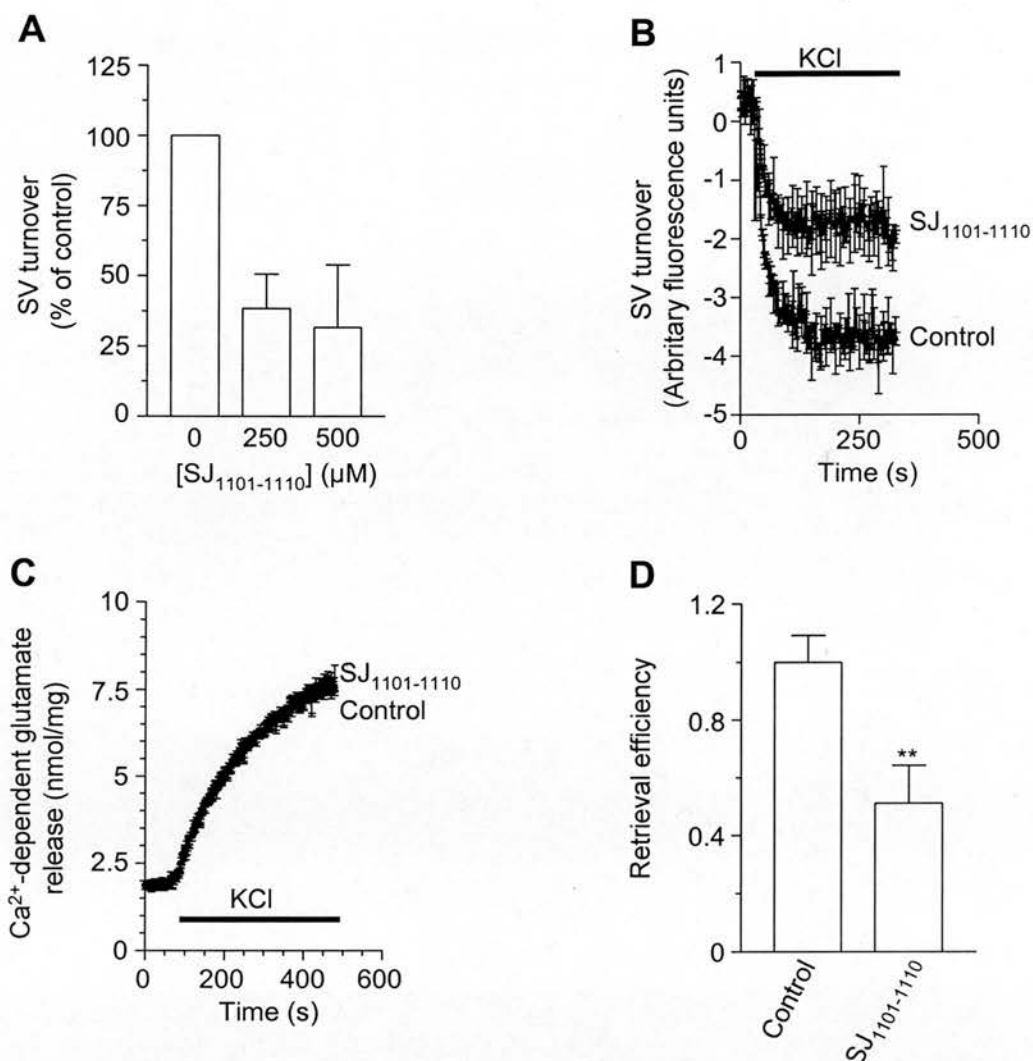 A
SV turnover
(% of control)
125
100
75
50
25
0
0 250 500
[SJ1101-1110] (μM)
B
SV turnover
(Arbritary fluorescence units)
KCl
1
0
-1
-2
-3
-4
-5
SJ1101-1110
Control
0 250 500
Time (s)
C
Ca2+-dependent glutamate
release (nmol/mg)
10
7.5
5
2.5
0
SJ1101-1110
Control
KCl
0 200 400 600
Time (s)
D
Retrieval efficiency
1.2
0.8
0.4
0
**
Control
SJ1101-1110